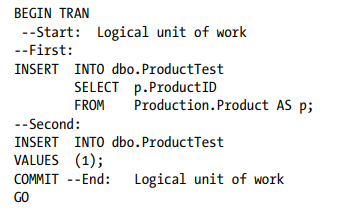 BEGIN TRAN
--Start: Logical unit of work
--First:
INSERT INTO dbo.ProductTest
SELECT p.ProductID
FROM Production.Product AS p;
--Second:
INSERT INTO dbo.ProductTest
VALUES (1);
COMMIT --End: Logical unit of work
GO